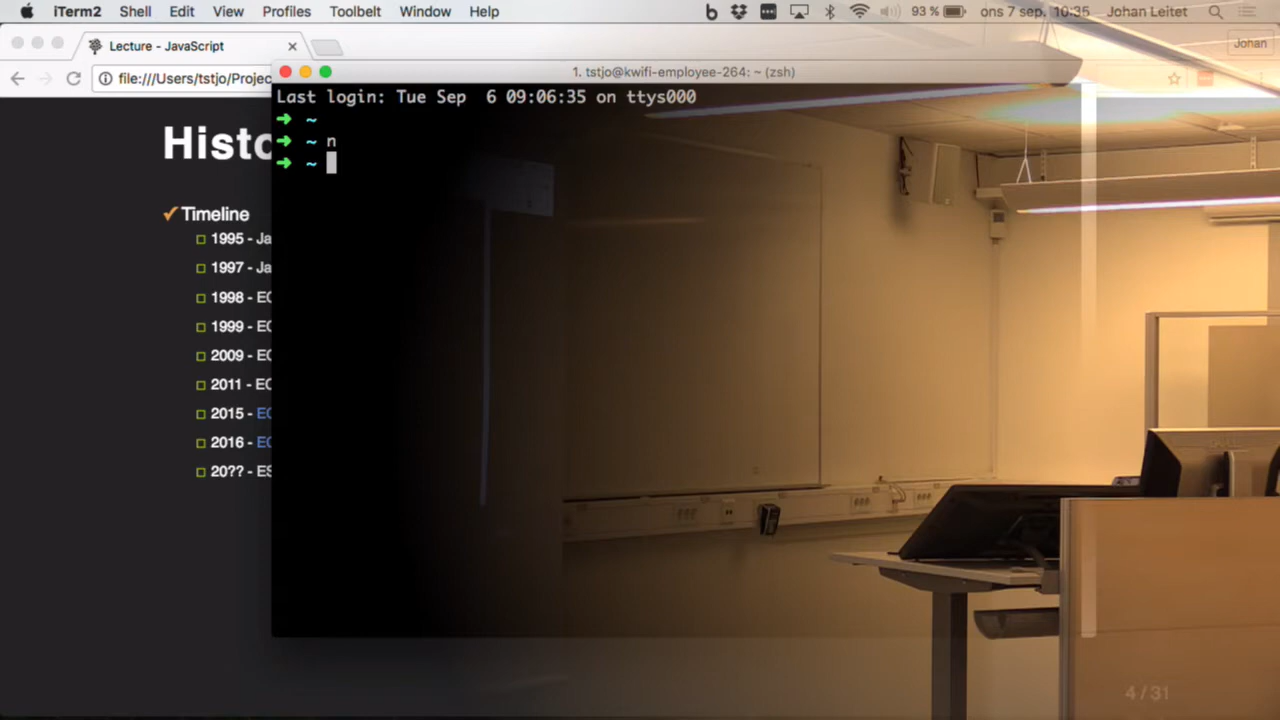 iTerm2 Shell Edit View Profiles Toolbelt Window Help 93 % ons 7 sep. 10:35 Johan Leitet
Lecture - JavaScript
Johan
file:///Users/tstjo/Projec
1. tstjo@kwifi-employee-264: ~ (zsh)
Last login: Tue Sep 6 09:06:35 on ttys000
➜ ~
➜ ~ n
➜ ~
Histo
✓ Timeline
1995 - Ja
1997 - Ja
1998 - EC
1999 - EC
2009 - EC
2011 - EC
2015 - EC
2016 - EC
20?? - ES
4 / 31